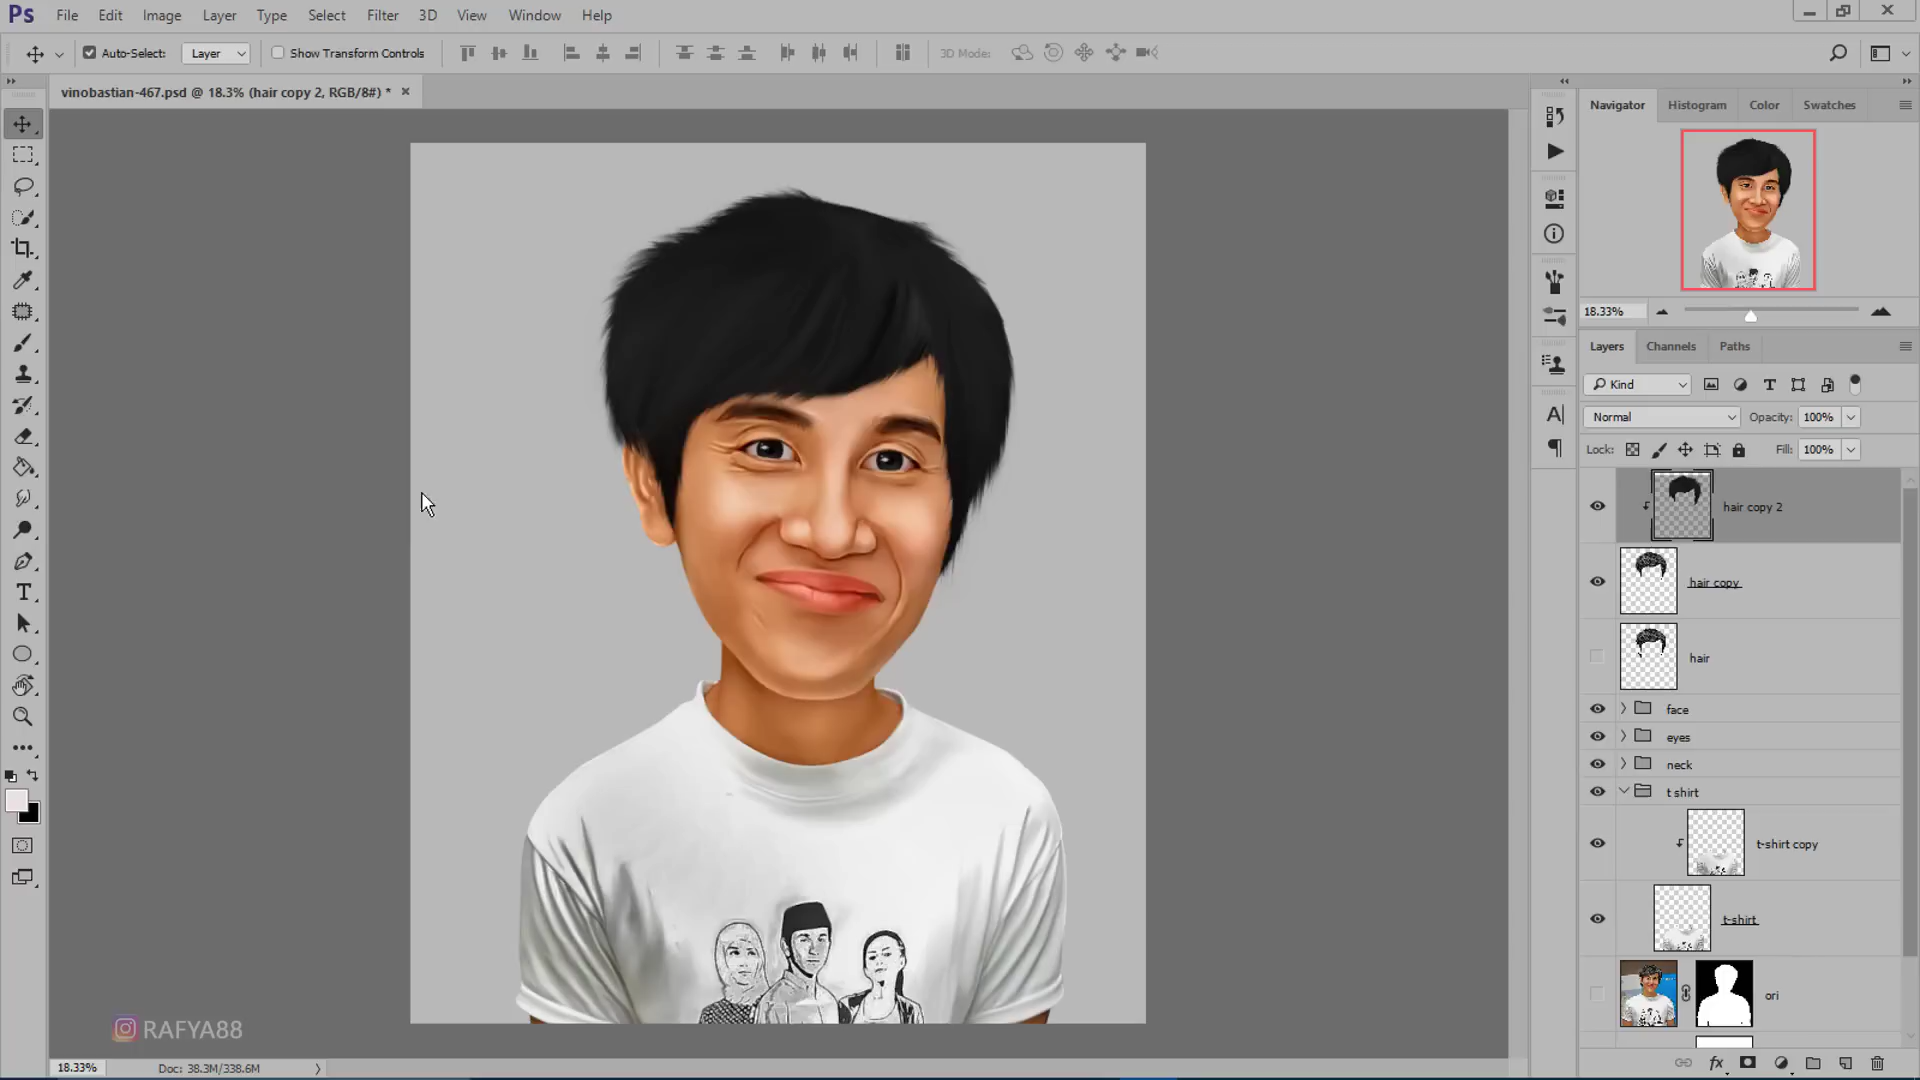 Ps File Edit Image Layer Type Select Filter 3D View Window Help
Auto-Select: Layer Show Transform Controls 3D Mode:
vinobastian-467.psd @ 18.3% (hair copy 2, RGB/8#) * ×
Navigator Histogram Color Swatches
18.33%
Layers Channels Paths
Kind
Normal Opacity: 100%
Lock: Fill: 100%
hair copy 2
hair copy
hair
face
eyes
neck
t shirt
t-shirt copy
t-shirt
ori
RAFYA88
18.33% Doc: 38.3M/338.6M
fx